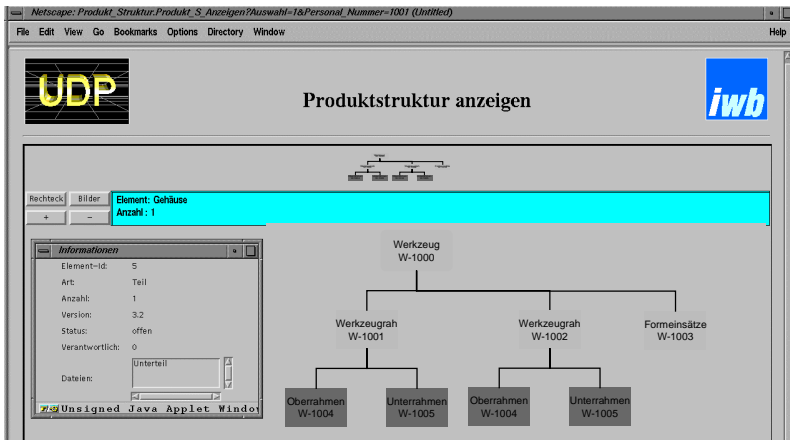 Netscape: Produkt_Struktur.Produkt_S_Anzeigen?Auswahl=1&Personal_Nummer=1001 (Untitled)
File Edit View Go Bookmarks Options Directory Window Help
UDP
Produktstruktur anzeigen
iwb
Rechteck Bilder
+ −
Element: Gehäuse
Anzahl : 1
Informationen
Element-Id: 5
Art: Teil
Anzahl: 1
Version: 3.2
Status: offen
Verantwortlich: 0
Dateien: Unterteil
Unsigned Java Applet Window
Werkzeug
W-1000
Werkzeugrah
W-1001
Werkzeugrah
W-1002
Formeinsätze
W-1003
Oberrahmen
W-1004
Unterrahmen
W-1005
Oberrahmen
W-1004
Unterrahmen
W-1005